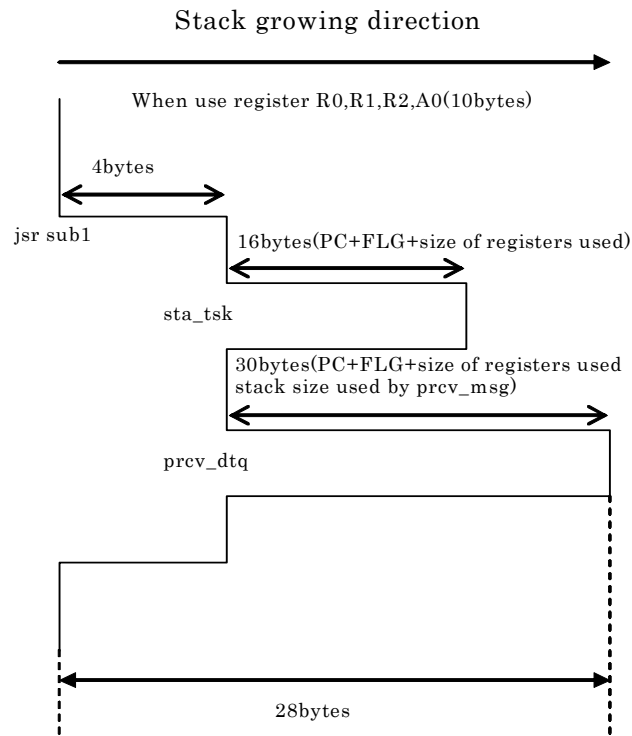 Stack growing direction
When use register R0,R1,R2,A0(10bytes)
4bytes
jsr sub1
16bytes(PC+FLG+size of registers used)
sta_tsk
30bytes(PC+FLG+size of registers used
stack size used by prcv_msg)
prcv_dtq
28bytes